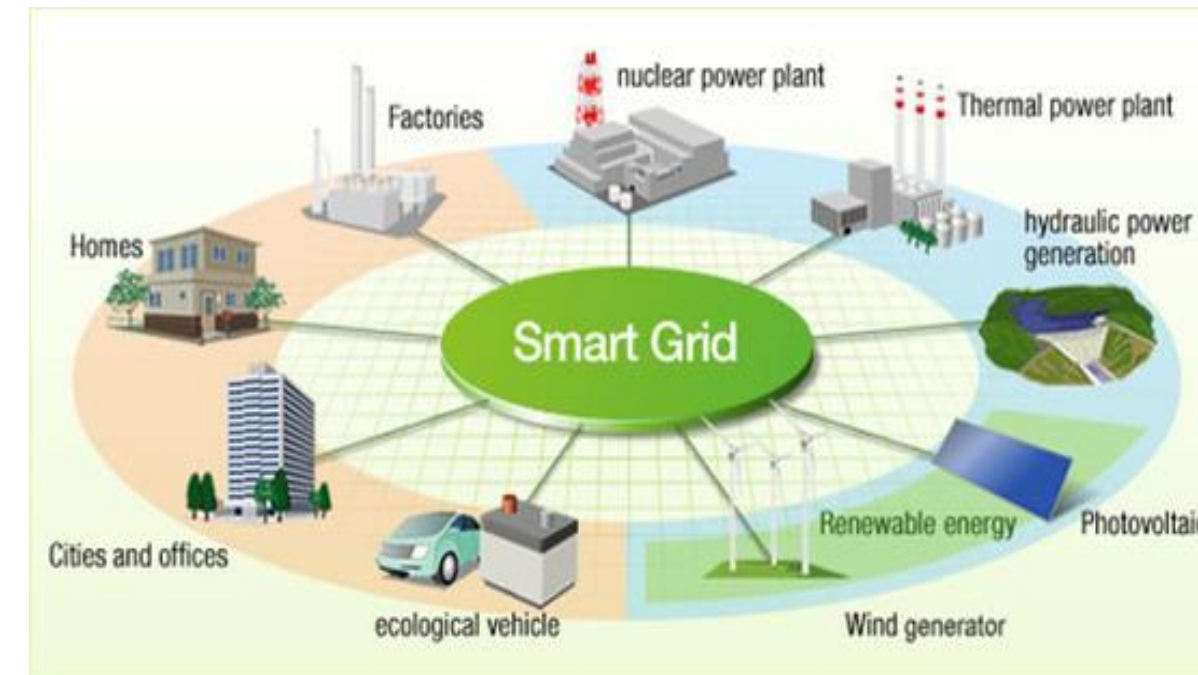 nuclear power plant
Factories
Thermal power plant
Homes
hydraulic power
generation
Smart Grid
Renewable energy
Photovoltai
Cities and offices
ecological vehicle
Wind generator